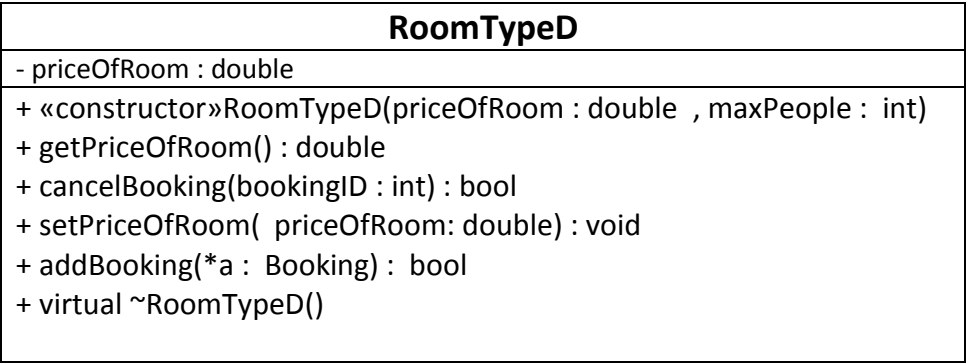 RoomTypeD
- priceOfRoom : double
+ «constructor»RoomTypeD(priceOfRoom : double , maxPeople : int)
+ getPriceOfRoom() : double
+ cancelBooking(bookingID : int) : bool
+ setPriceOfRoom( priceOfRoom: double) : void
+ addBooking(*a : Booking) : bool
+ virtual ~RoomTypeD()